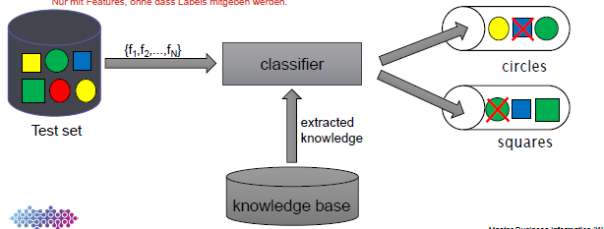 Nur mit Features, ohne dass Labels mitgeben werden.
{f1,f2,...,fN}
classifier
circles
Test set
extracted
knowledge
squares
knowledge base